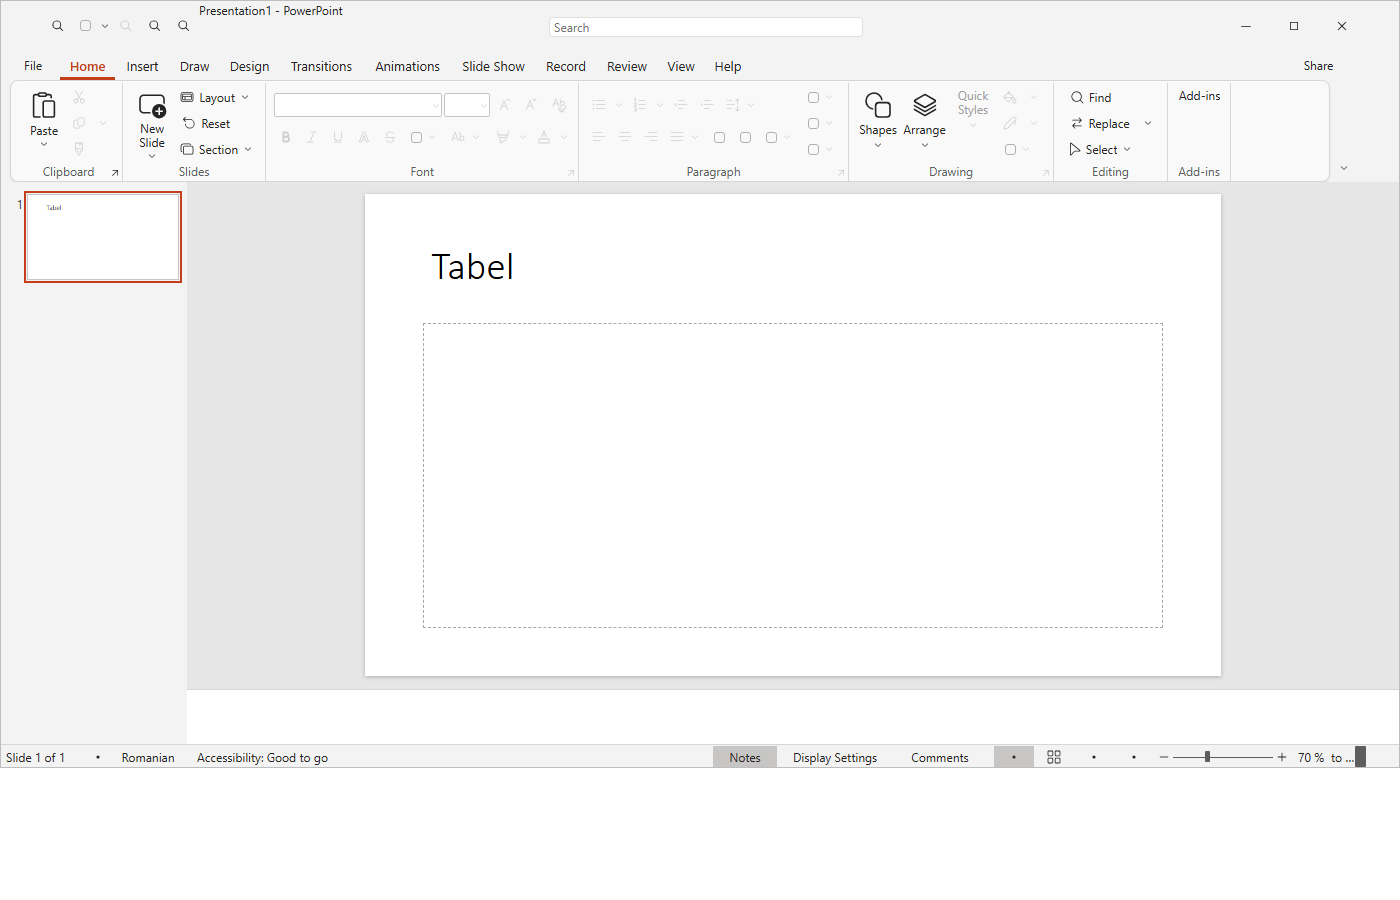 Presentation1 - PowerPoint
Search
File Home Insert Draw Design Transitions Animations Slide Show Record Review View Help Share
Paste
Clipboard
New Slide
Layout
Reset
Section
Slides
Font
Paragraph
Shapes
Arrange
Quick Styles
Drawing
Find
Replace
Select
Editing
Add-ins
Add-ins
1
Tabel
Tabel
Slide 1 of 1 Romanian Accessibility: Good to go Notes Display Settings Comments 70 % to ...